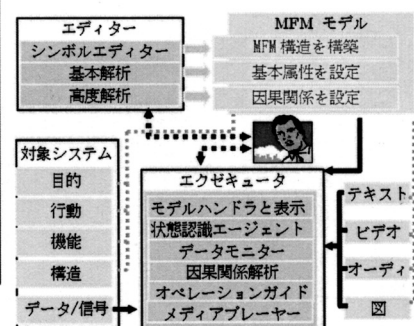 エディター
シンボルエディター
基本解析
高度解析
MFM モデル
MFM 構造を構築
基本属性を設定
因果関係を設定
対象システム
目的
行動
機能
構造
データ/信号
エクゼキュータ
モデルハンドラと表示
状態認識エージェント
データモニター
因果関係解析
オペレーションガイド
メディアプレーヤー
テキスト
ビデオ
オーディ
図